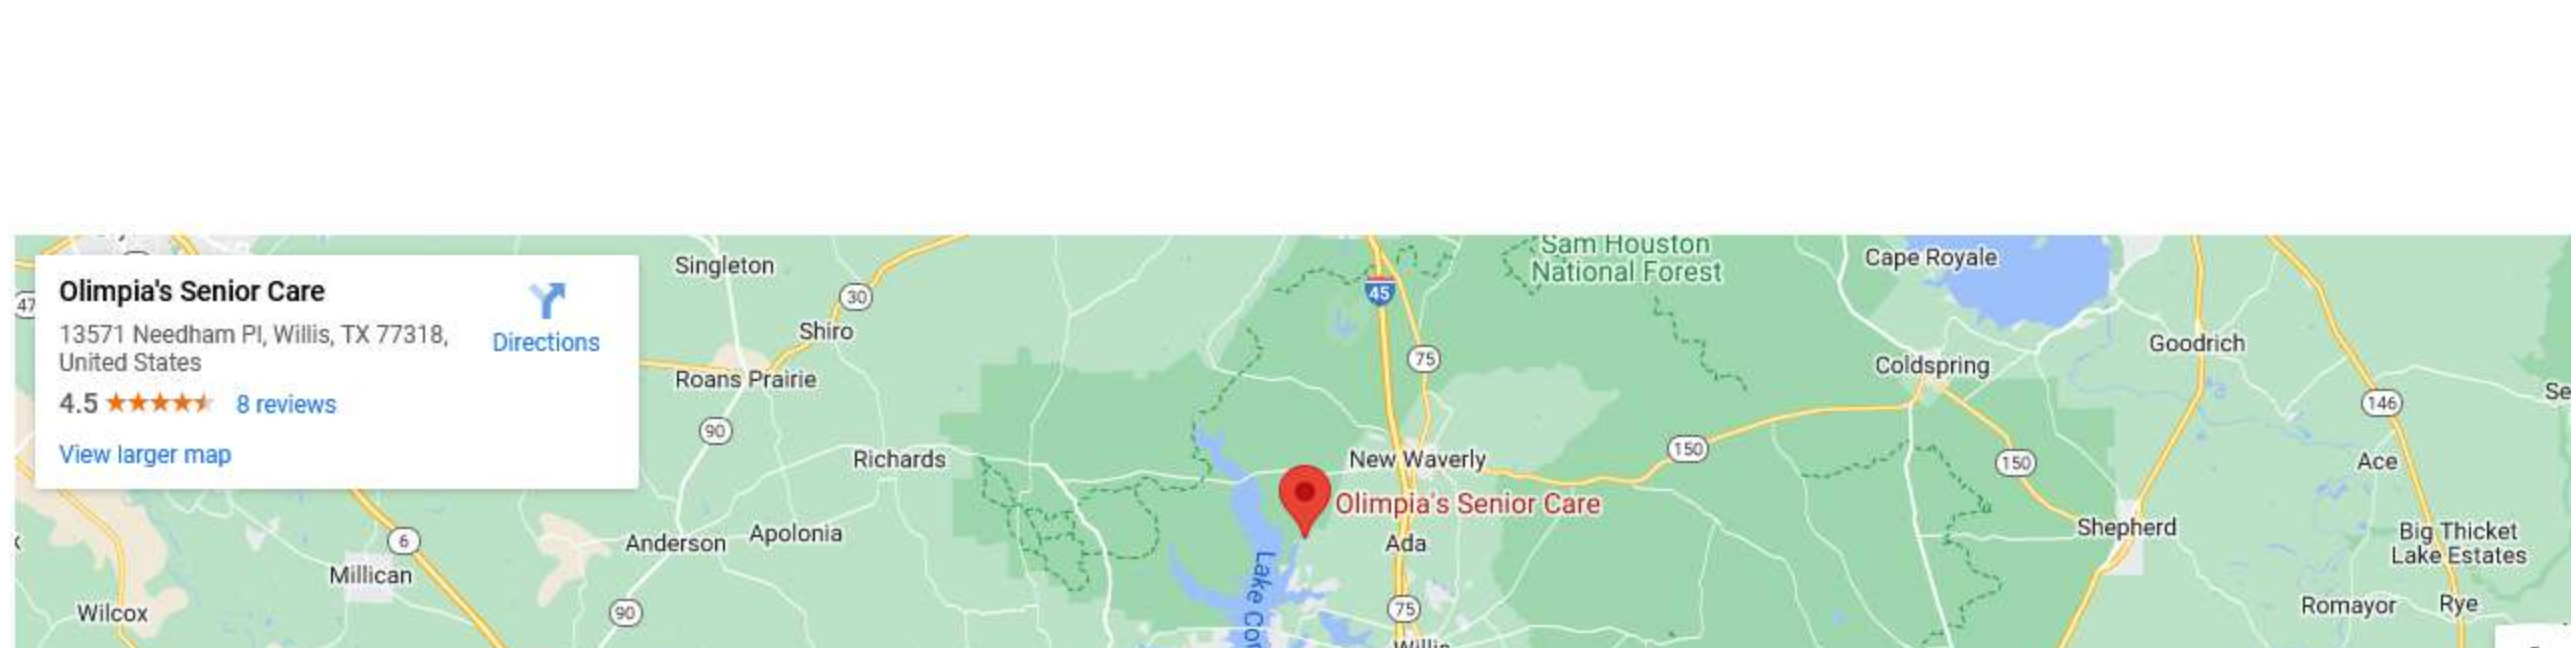 Olimpia's Senior Care
13571 Needham Pl, Willis, TX 77318,
United States
4.5
8 reviews
View larger map
Directions
Singleton
Sam Houston
National Forest
Cape Royale
30
45
47
Shiro
Goodrich
75
Coldspring
Roans Prairie
146
90
150
Richards
New Waverly
150
Ace
Olimpia's Senior Care
Shepherd
Big Thicket
Lake Estates
6
Anderson
Apolonia
Ada
Millican
Lake
Wilcox
90
75
Romayor
Rye